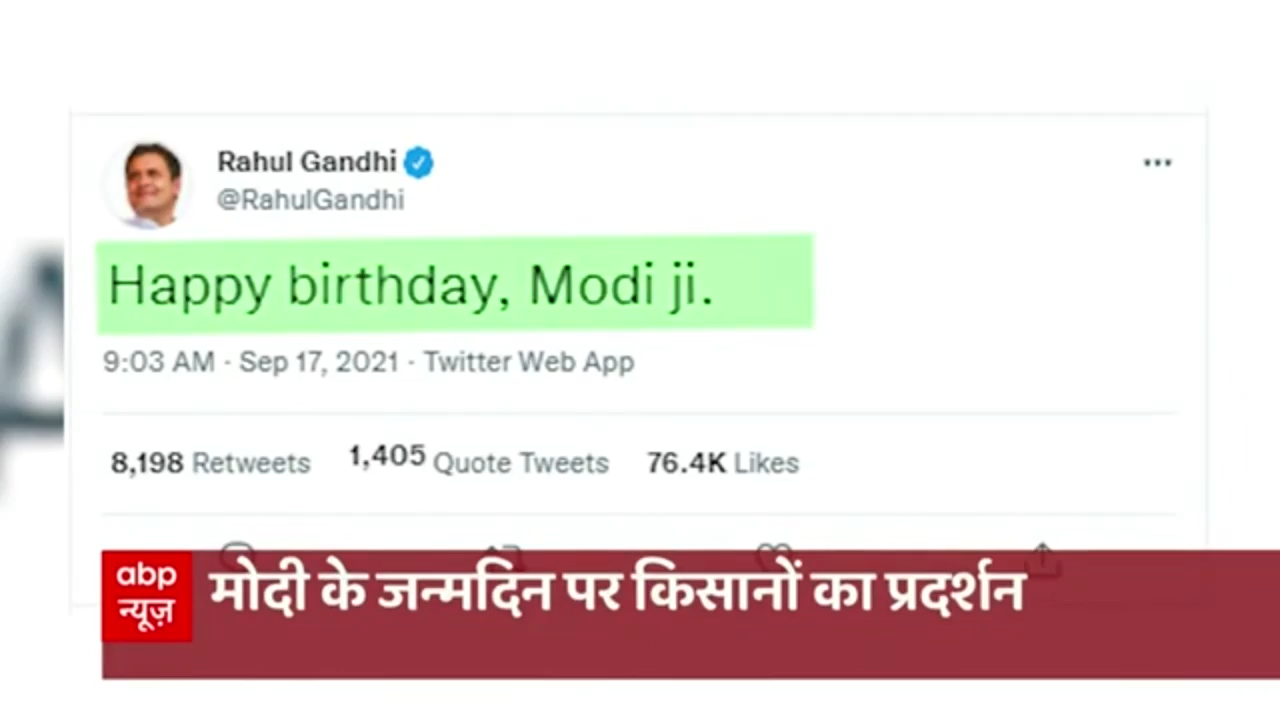 Rahul Gandhi
@RahulGandhi
Happy birthday, Modi ji.
9:03 AM · Sep 17, 2021 · Twitter Web App
8,198 Retweets 1,405 Quote Tweets 76.4K Likes
abp
न्यूज़
मोदी के जन्मदिन पर किसानों का प्रदर्शन